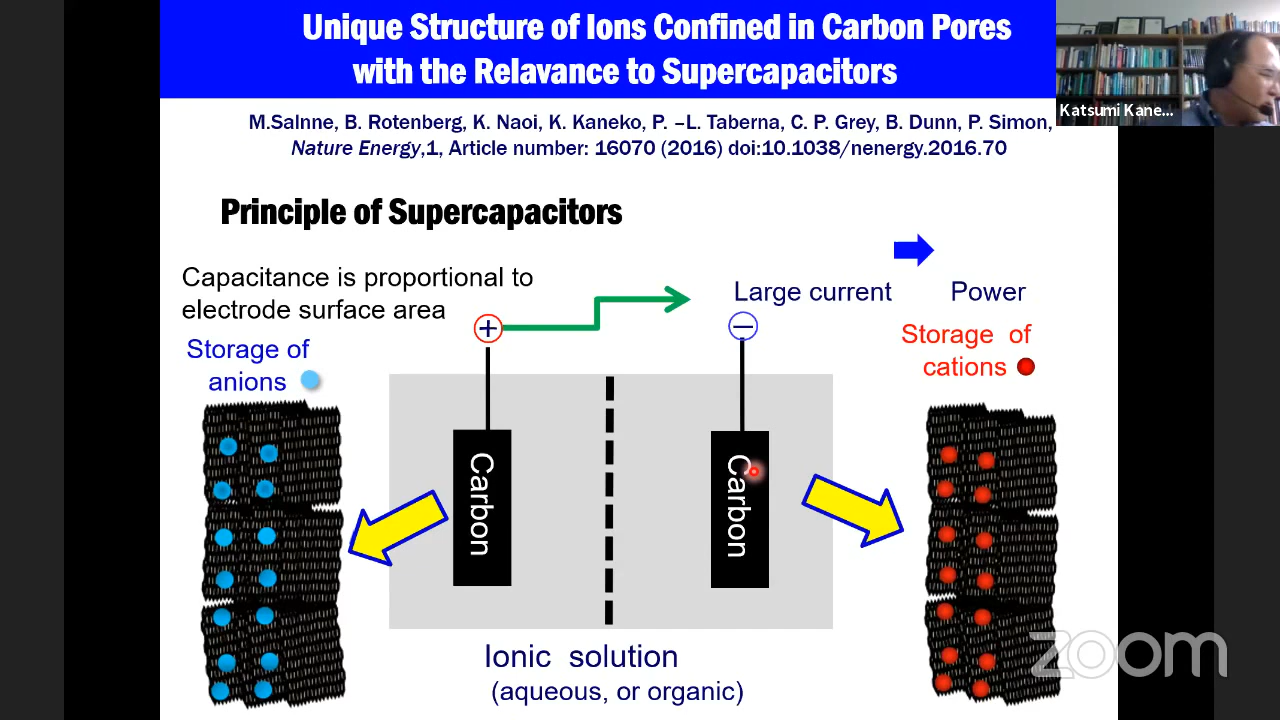 Unique Structure of Ions Confined in Carbon Pores
with the Relavance to Supercapacitors
Katsumi Kane...
M.Salnne, B. Rotenberg, K. Naoi, K. Kaneko, P. –L. Taberna, C. P. Grey, B. Dunn, P. Simon,
Nature Energy,1, Article number: 16070 (2016) doi:10.1038/nenergy.2016.70
Principle of Supercapacitors
Capacitance is proportional to
electrode surface area
Large current
Power
+
−
Storage of
anions
Storage of
cations
Carbon
Carbon
Ionic solution
(aqueous, or organic)
zoom